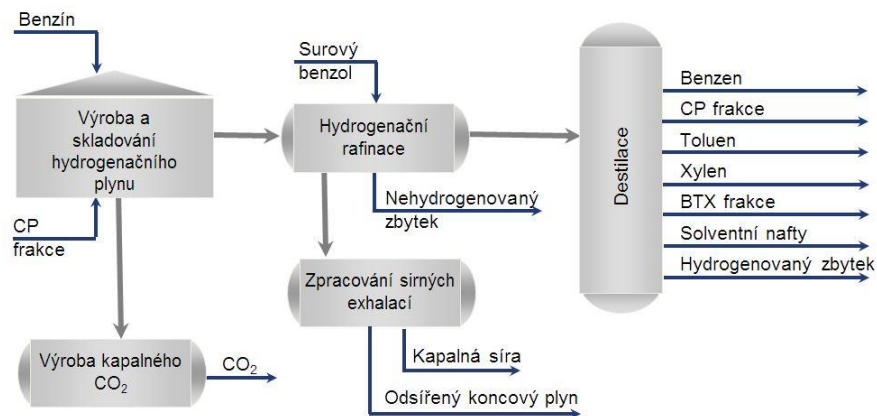 Benzín
Výroba a
skladování
hydrogenačního
plynu
CP
frakce
Výroba kapalného
CO₂
CO₂
Surový
benzol
Hydrogenační
rafinace
Nehydrogenovaný
zbytek
Zpracování sirných
exhalací
Kapalná síra
Odsířený koncový plyn
Destilace
Benzen
CP frakce
Toluen
Xylen
BTX frakce
Solventní nafty
Hydrogenovaný zbytek